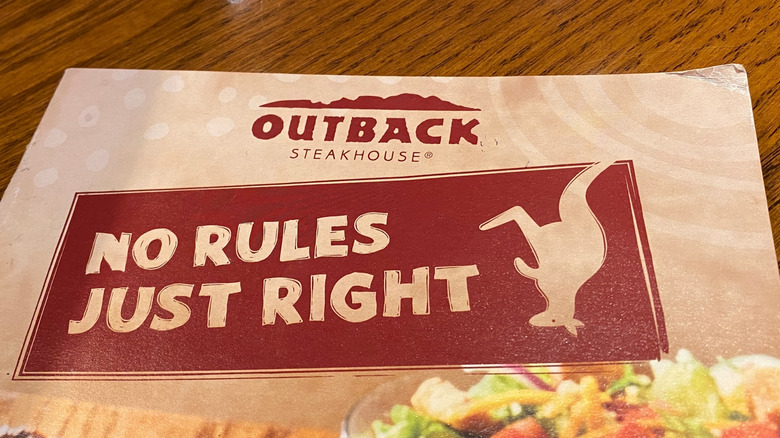 OUTBACK
STEAKHOUSE®
NO RULES
JUST RIGHT